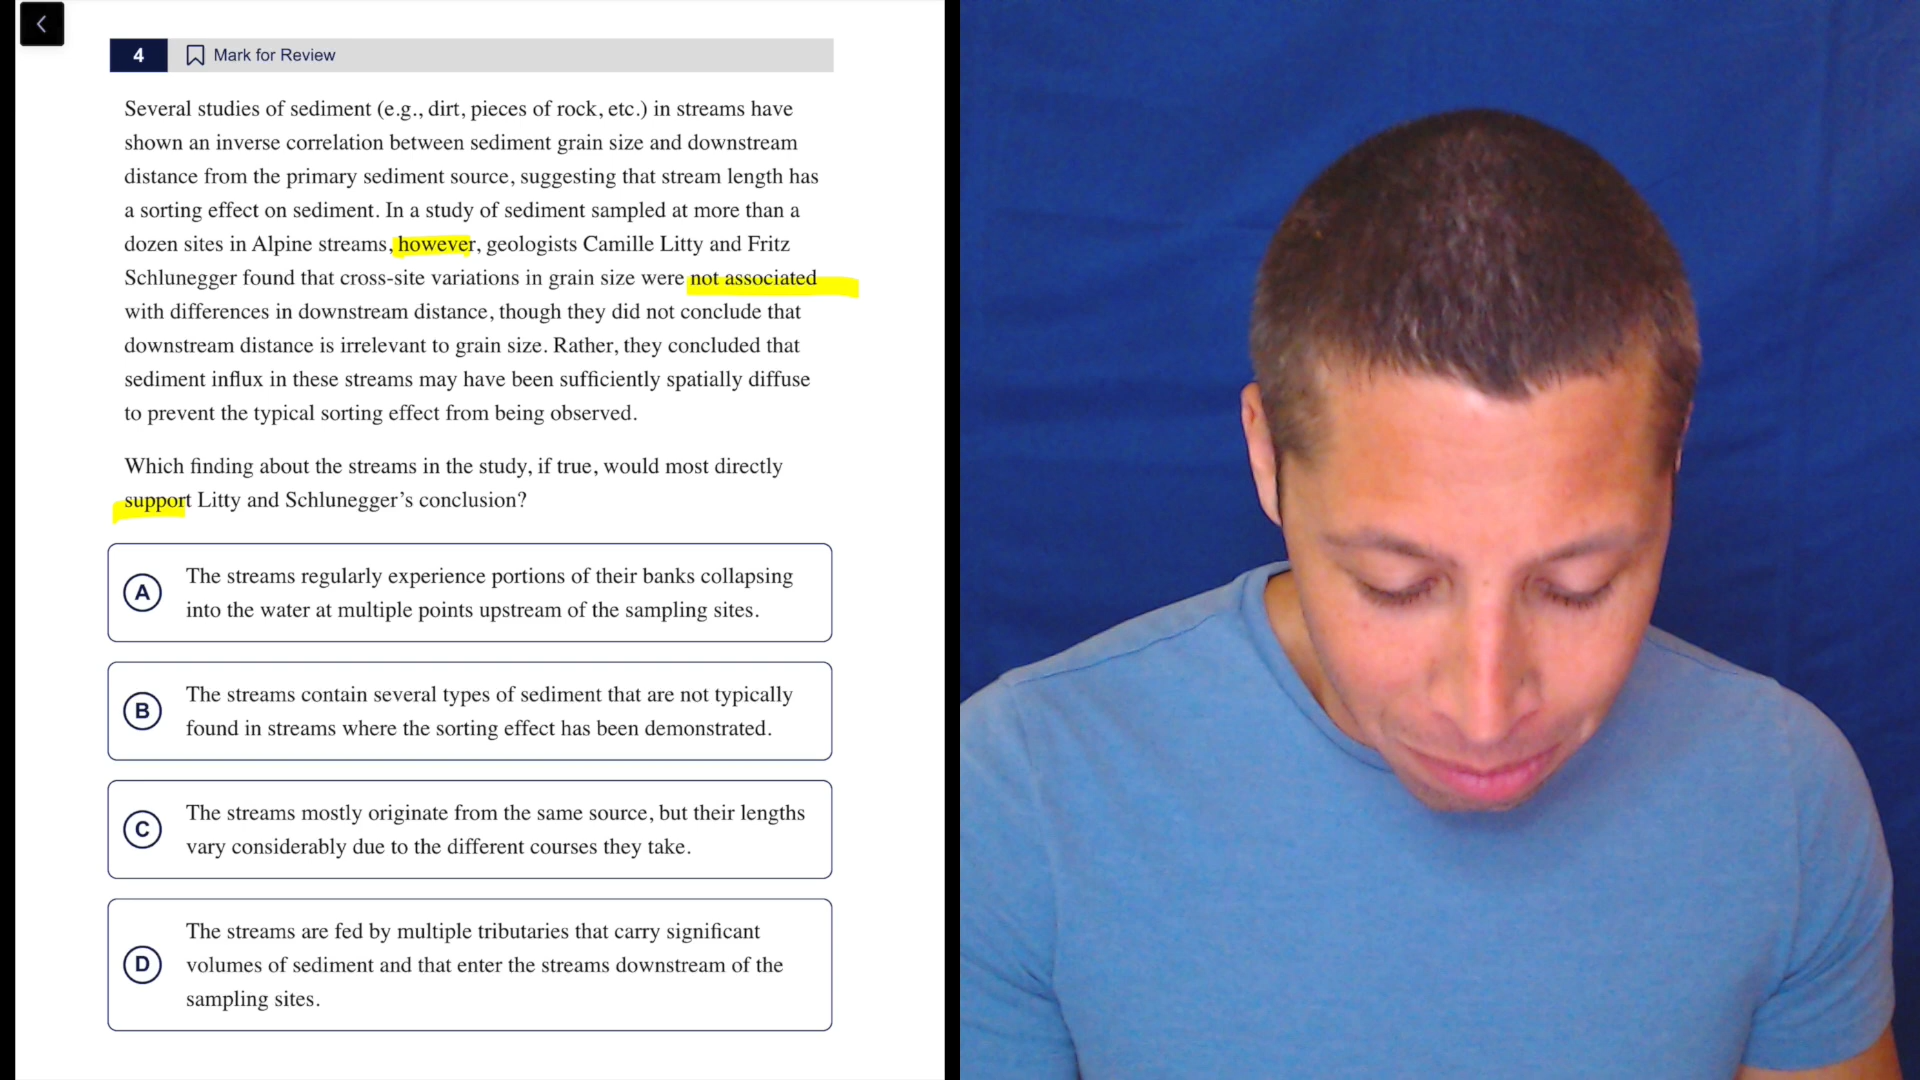 4 Mark for Review
Several studies of sediment (e.g., dirt, pieces of rock, etc.) in streams have
shown an inverse correlation between sediment grain size and downstream
distance from the primary sediment source, suggesting that stream length has
a sorting effect on sediment. In a study of sediment sampled at more than a
dozen sites in Alpine streams, however, geologists Camille Litty and Fritz
Schlunegger found that cross-site variations in grain size were not associated
with differences in downstream distance, though they did not conclude that
downstream distance is irrelevant to grain size. Rather, they concluded that
sediment influx in these streams may have been sufficiently spatially diffuse
to prevent the typical sorting effect from being observed.
Which finding about the streams in the study, if true, would most directly
support Litty and Schlunegger’s conclusion?
A The streams regularly experience portions of their banks collapsing
into the water at multiple points upstream of the sampling sites.
B The streams contain several types of sediment that are not typically
found in streams where the sorting effect has been demonstrated.
C The streams mostly originate from the same source, but their lengths
vary considerably due to the different courses they take.
D The streams are fed by multiple tributaries that carry significant
volumes of sediment and that enter the streams downstream of the
sampling sites.